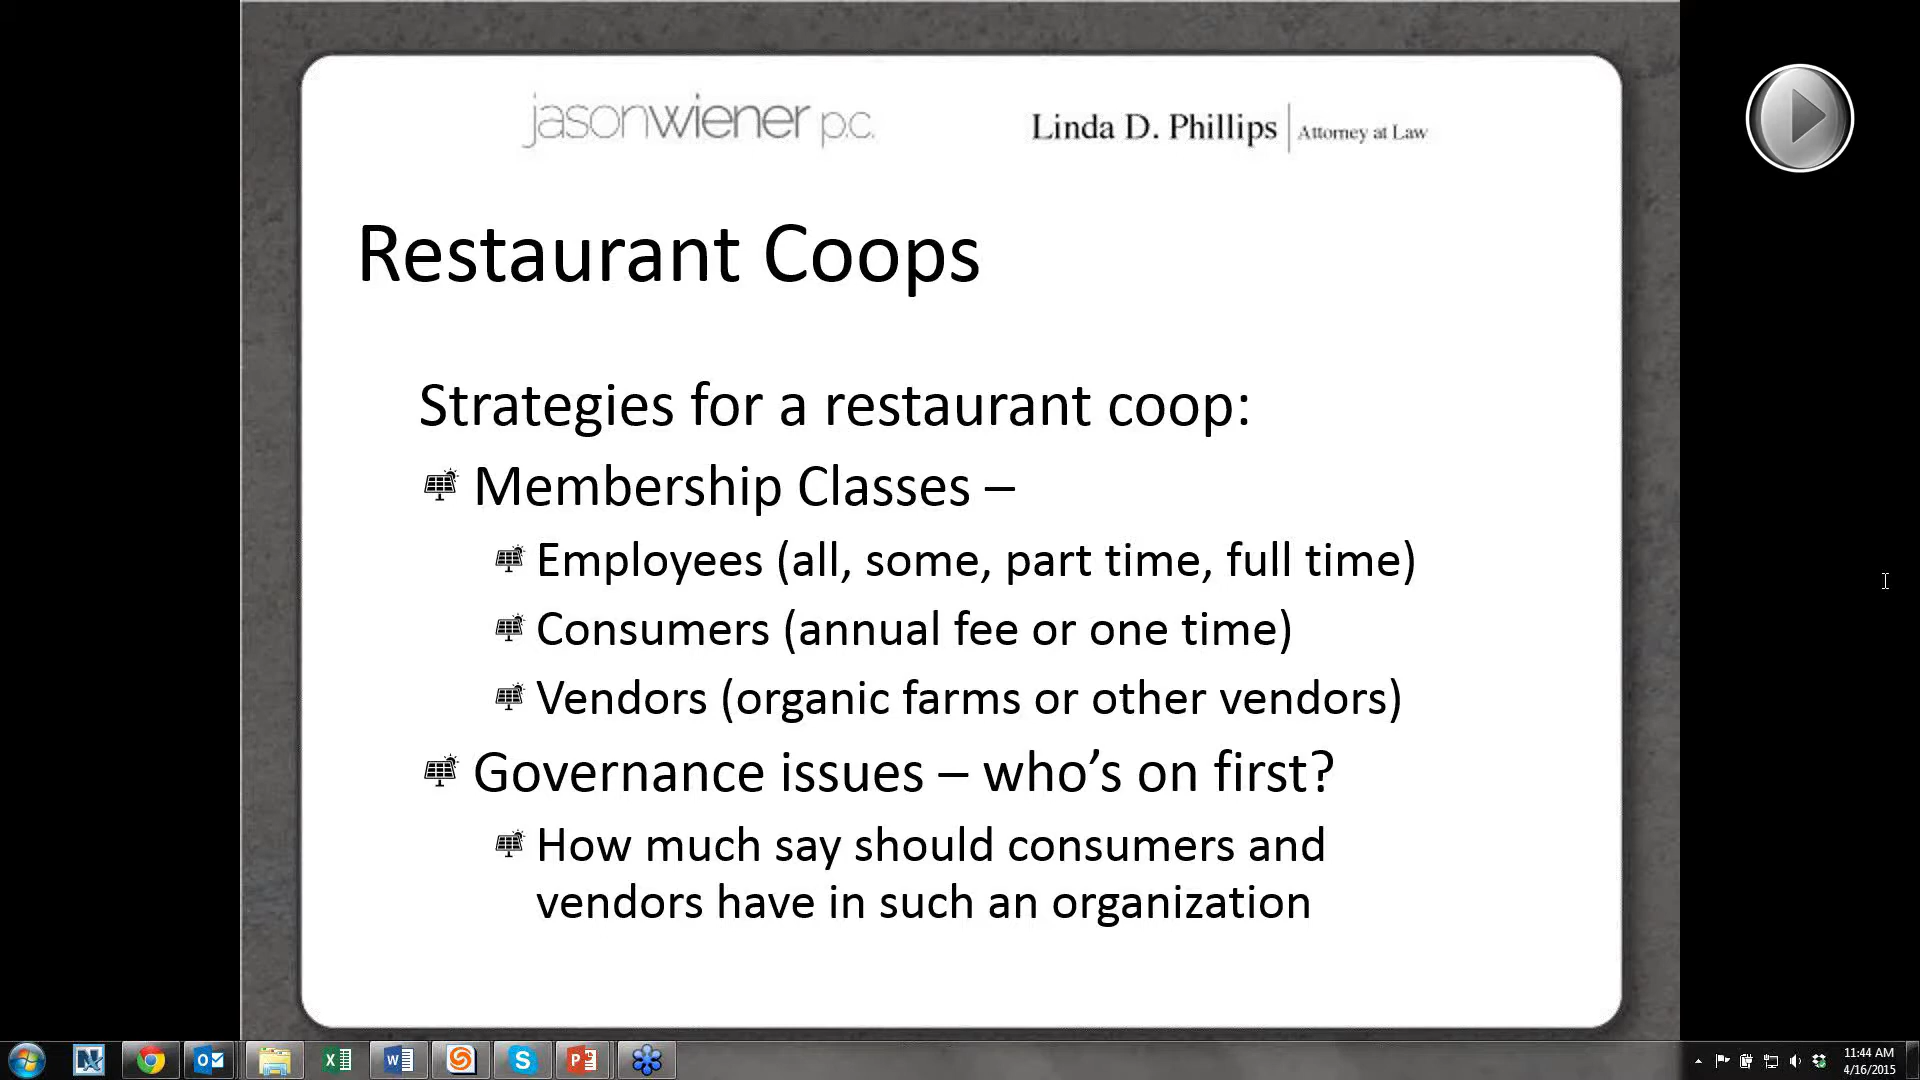 jasonwiener p.c.
Linda D. Phillips | Attorney at Law
Restaurant Coops
Strategies for a restaurant coop:
Membership Classes –
Employees (all, some, part time, full time)
Consumers (annual fee or one time)
Vendors (organic farms or other vendors)
Governance issues – who’s on first?
How much say should consumers and
vendors have in such an organization
11:44 AM
4/16/2015